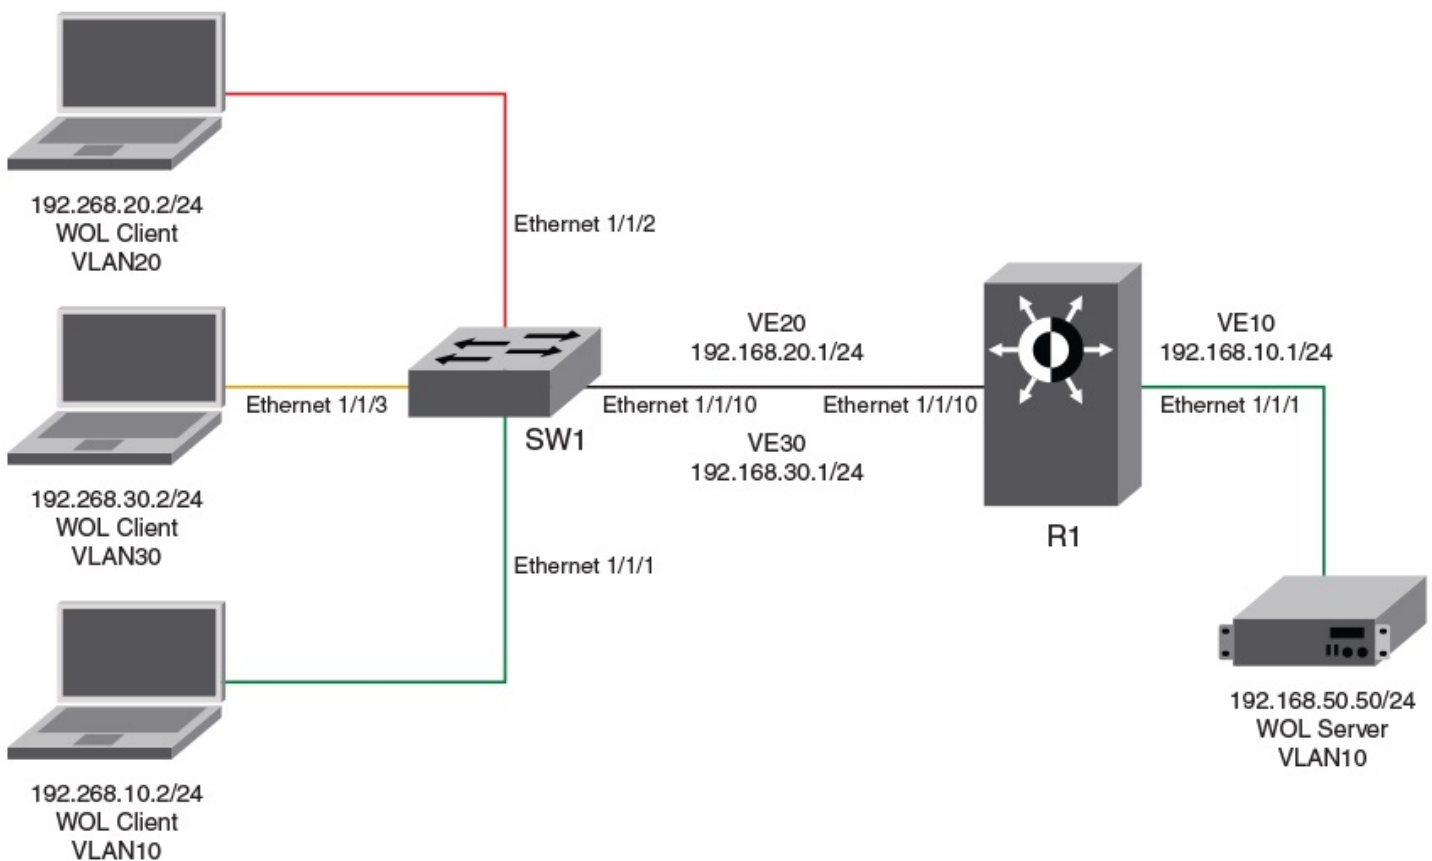 192.268.20.2/24
WOL Client
VLAN20
Ethernet 1/1/2
192.268.30.2/24
WOL Client
VLAN30
Ethernet 1/1/3
SW1
Ethernet 1/1/10
VE20
192.168.20.1/24
Ethernet 1/1/10
VE30
192.168.30.1/24
R1
VE10
192.168.10.1/24
Ethernet 1/1/1
Ethernet 1/1/1
192.268.10.2/24
WOL Client
VLAN10
192.168.50.50/24
WOL Server
VLAN10